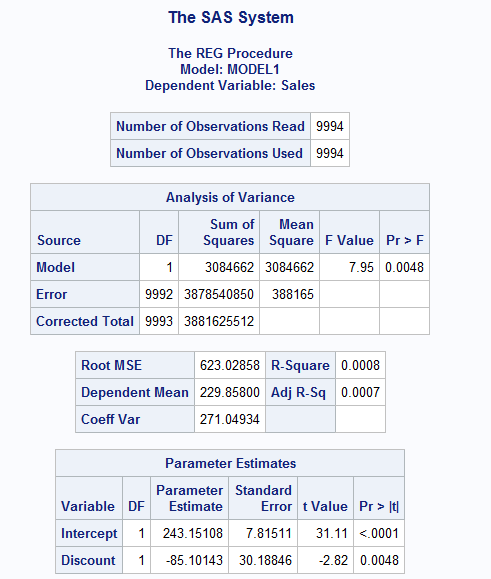 The SAS System
The REG Procedure
Model: MODEL1
Dependent Variable: Sales
Number of Observations Read 9994
Number of Observations Used 9994
Analysis of Variance
Source DF Sum of Squares Mean Square F Value Pr > F
Model 1 3084662 3084662 7.95 0.0048
Error 9992 3878540850 388165
Corrected Total 9993 3881625512
Root MSE 623.02858 R-Square 0.0008
Dependent Mean 229.85800 Adj R-Sq 0.0007
Coeff Var 271.04934
Parameter Estimates
Variable DF Parameter Estimate Standard Error t Value Pr > |t|
Intercept 1 243.15108 7.81511 31.11 <.0001
Discount 1 -85.10143 30.18846 -2.82 0.0048